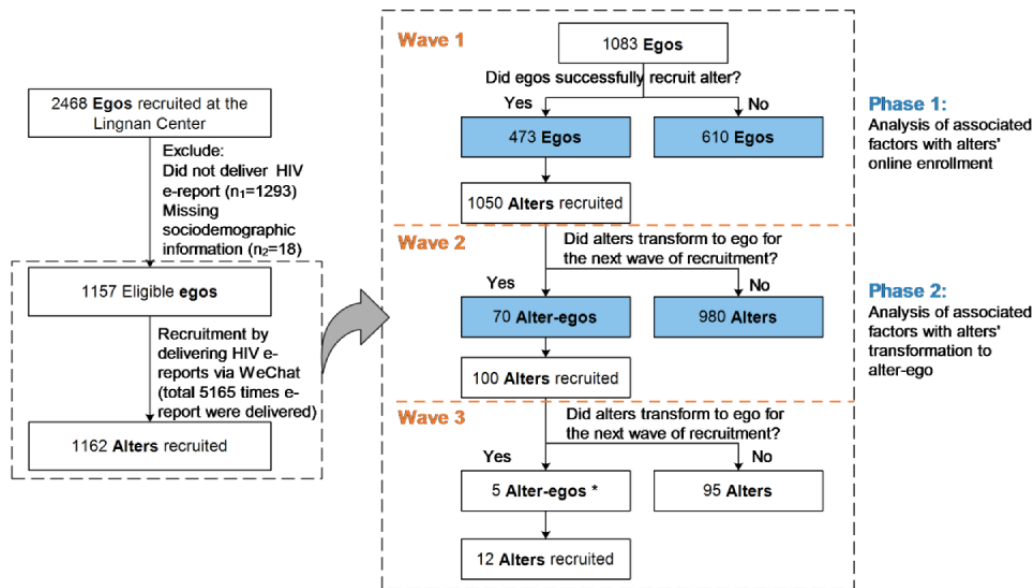 2468 Egos recruited at the
Lingnan Center
Exclude:
Did not deliver HIV
e-report (n₁=1293)
Missing
sociodemographic
information (n₂=18)
1157 Eligible egos
Recruitment by
delivering HIV e-
reports via WeChat
(total 5165 times e-
report were delivered)
1162 Alters recruited
Wave 1
1083 Egos
Did egos successfully recruit alter?
Yes
No
473 Egos
610 Egos
1050 Alters recruited
Phase 1:
Analysis of associated
factors with alters'
online enrollment
Wave 2
Did alters transform to ego for
the next wave of recruitment?
Yes
No
70 Alter-egos
980 Alters
100 Alters recruited
Phase 2:
Analysis of associated
factors with alters'
transformation to
alter-ego
Wave 3
Did alters transform to ego for
the next wave of recruitment?
Yes
No
5 Alter-egos *
95 Alters
12 Alters recruited